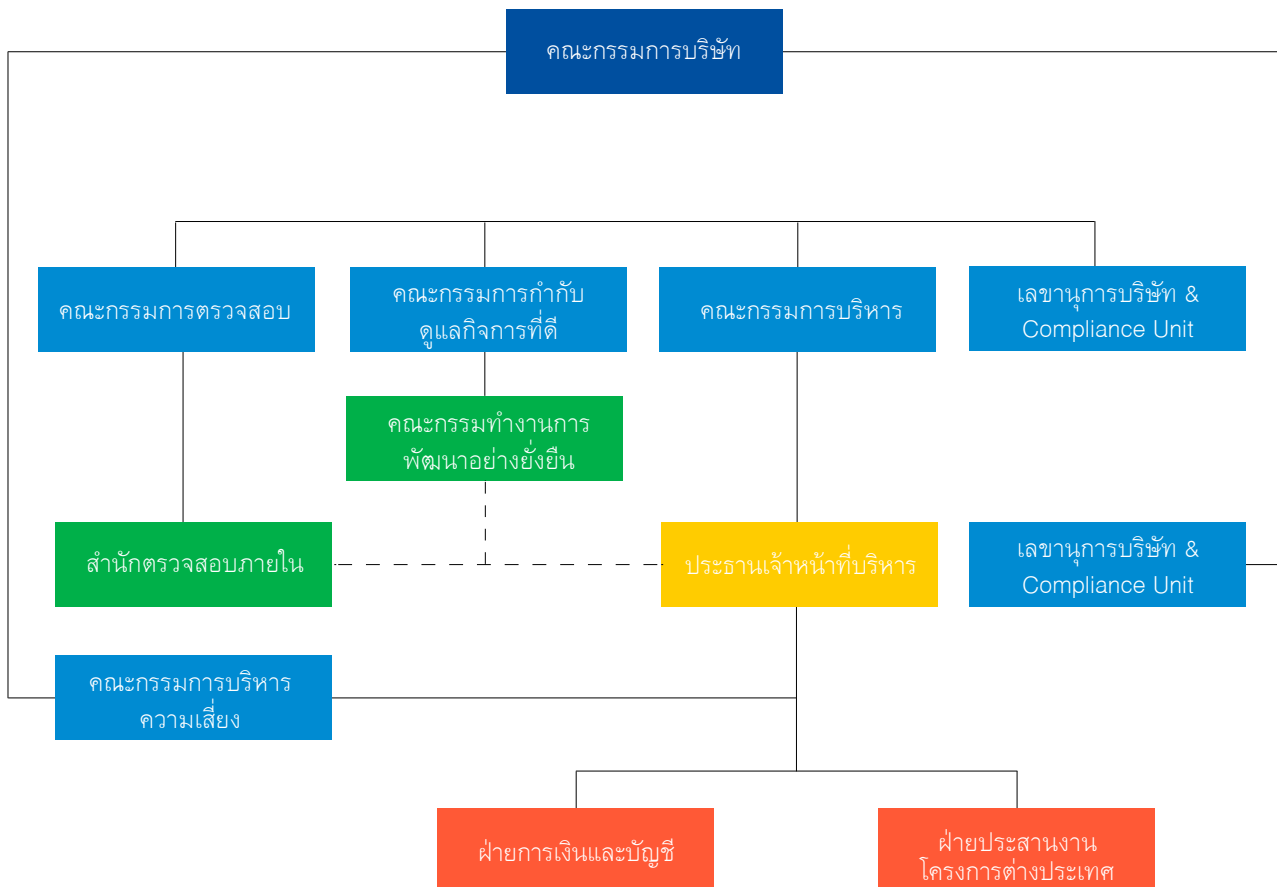 คณะกรรมการบริษัท
คณะกรรมการตรวจสอบ
คณะกรรมการกำกับ
ดูแลกิจการที่ดี
คณะกรรมการบริหาร
เลขานุการบริษัท &
Compliance Unit
คณะกรรมทำงานการ
พัฒนาอย่างยั่งยืน
สำนักตรวจสอบภายใน
ประธานเจ้าหน้าที่บริหาร
เลขานุการบริษัท &
Compliance Unit
คณะกรรมการบริหาร
ความเสี่ยง
ฝ่ายการเงินและบัญชี
ฝ่ายประสานงาน
โครงการต่างประเทศ